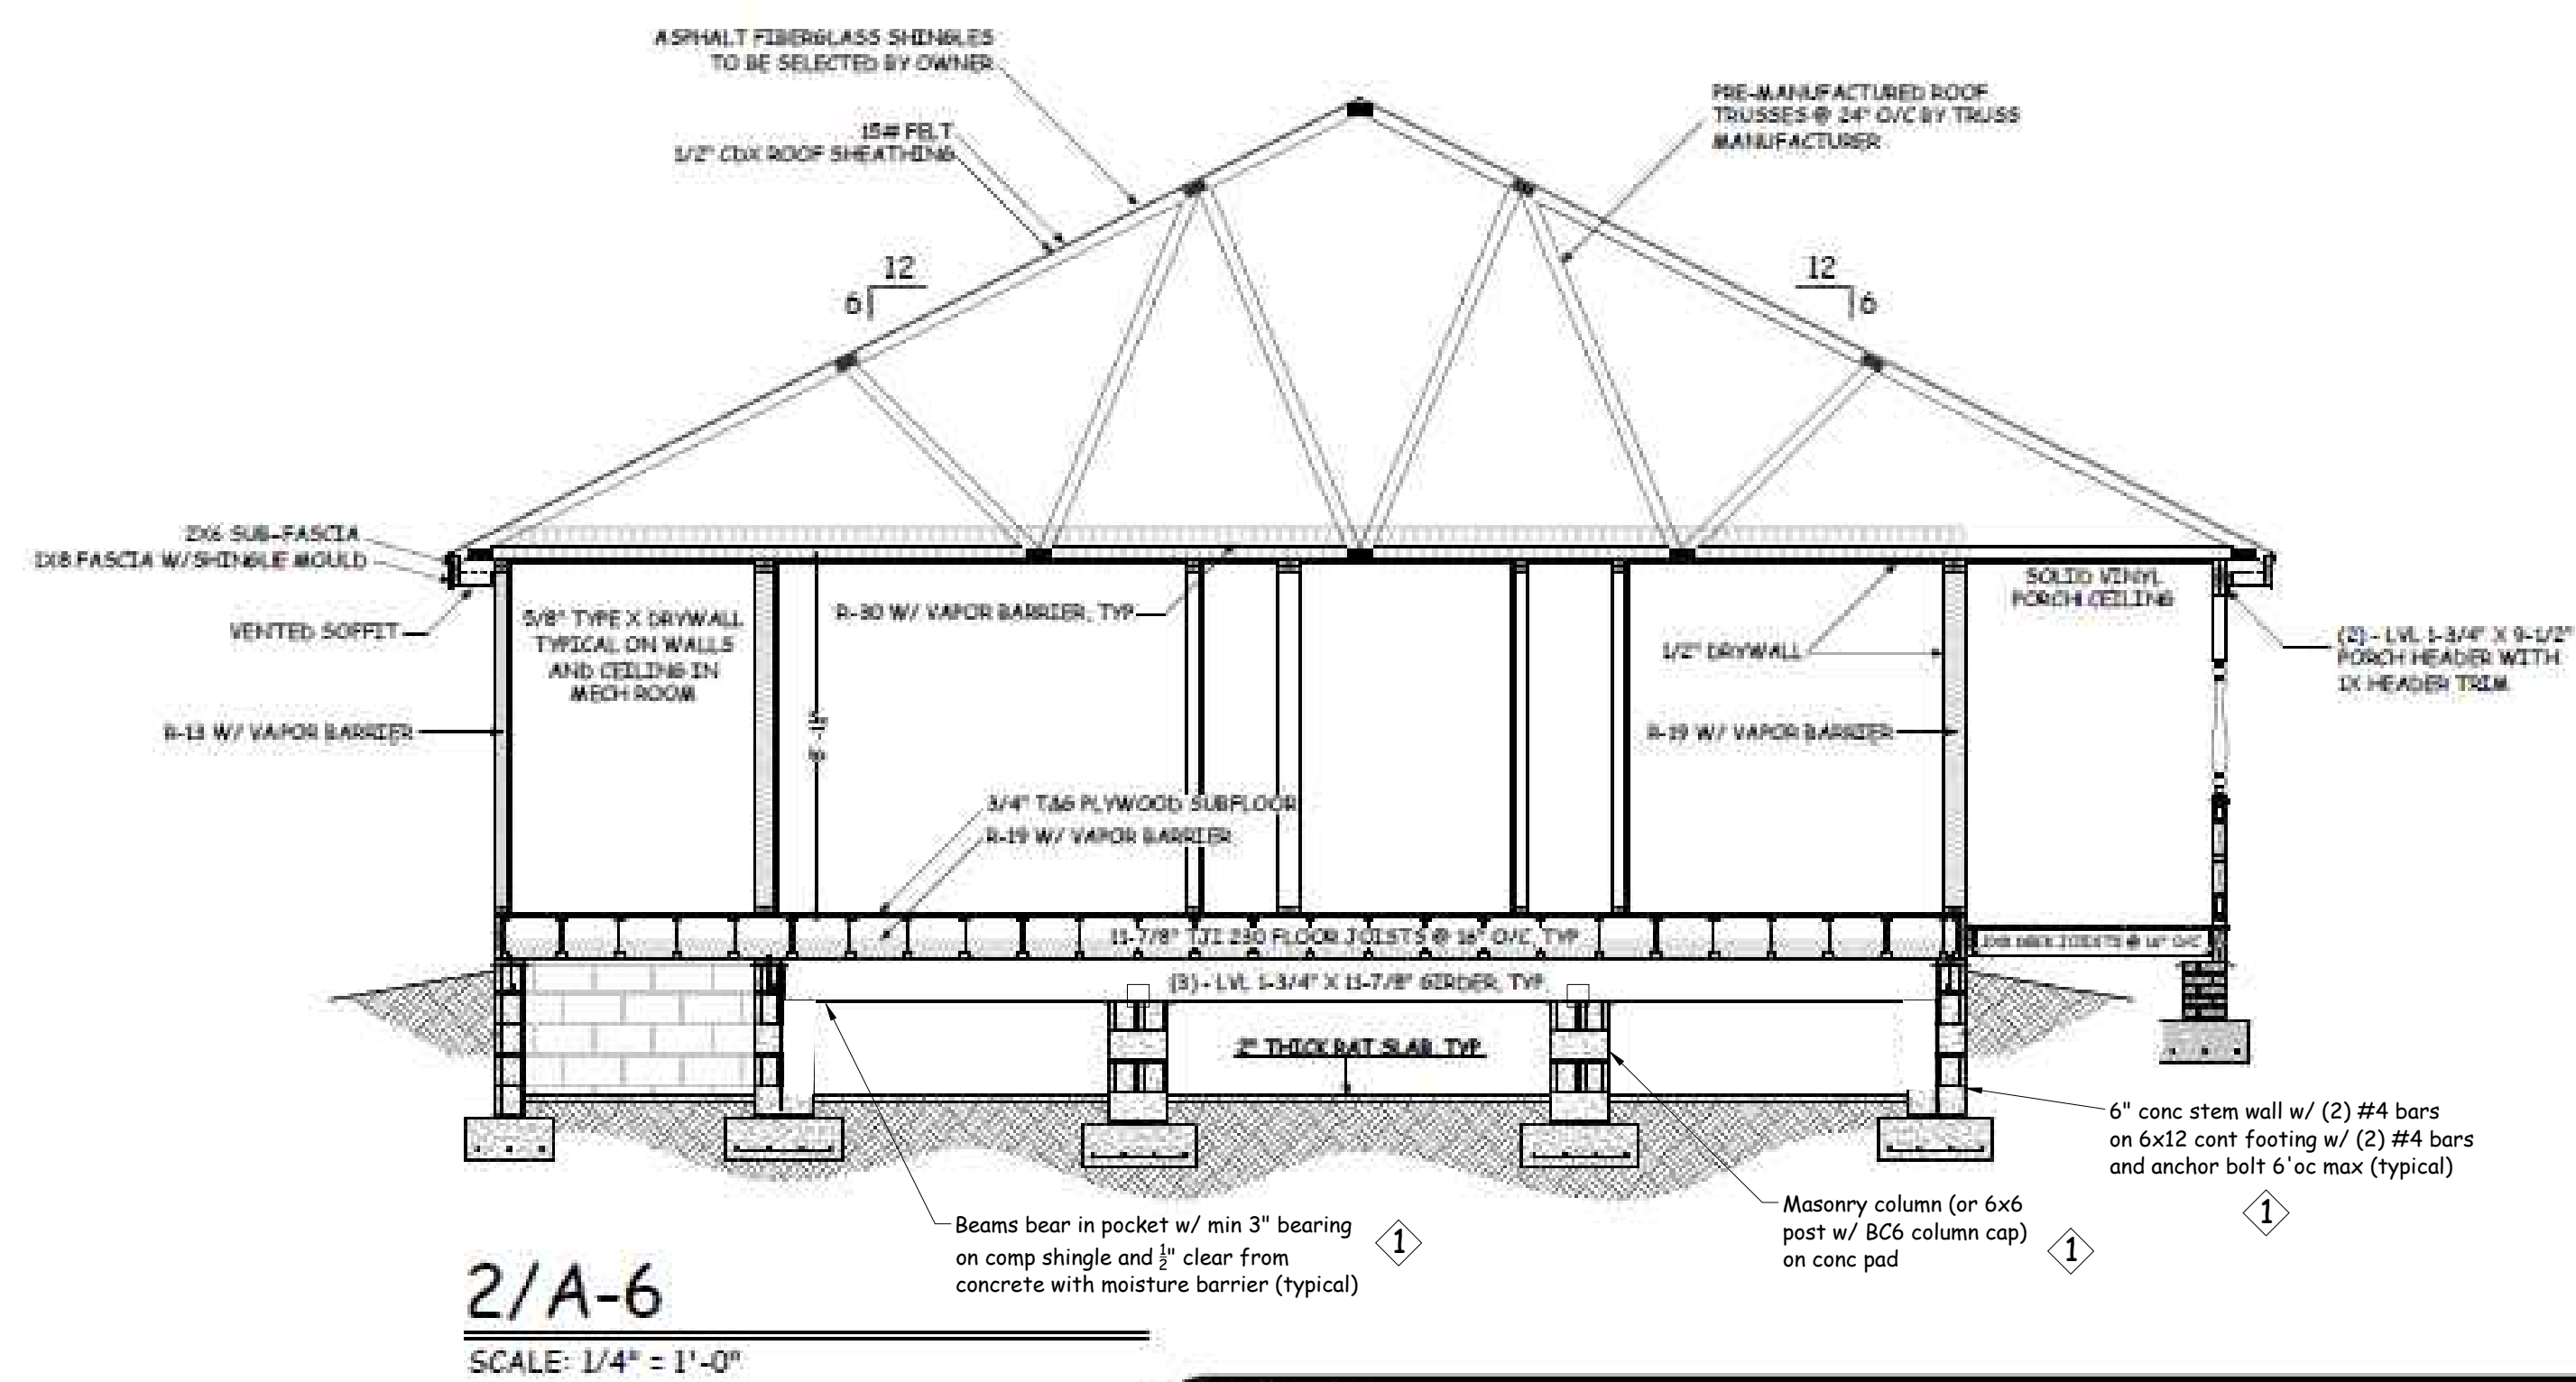 ASPHALT FIBERGLASS SHINGLES
TO BE SELECTED BY OWNER
15# FELT
1/2" CDX ROOF SHEATHING
PRE-MANUFACTURED ROOF
TRUSSES @ 24" O/C BY TRUSS
MANUFACTURER
12
6
12
6
2X6 SUB-FASCIA
1X8 FASCIA W/SHINGLE MOULD
VENTED SOFFIT
5/8" TYPE X DRYWALL
TYPICAL ON WALLS
AND CEILING IN
MECH ROOM
R-30 W/ VAPOR BARRIER, TYP
SOLID VINYL
PORCH CEILING
1/2" DRYWALL
(2)- LVL 1-3/4" X 9-1/2"
PORCH HEADER WITH
1X HEADER TRIM
R-13 W/ VAPOR BARRIER
R-19 W/ VAPOR BARRIER
3/4" T&G PLYWOOD SUBFLOOR
R-19 W/ VAPOR BARRIER
11-7/8" TJI 230 FLOOR JOISTS @ 16" O/C, TYP
DECK JOISTS @ 16" O/C
(3)- LVL 1-3/4" X 11-7/8" GIRDER, TYP
2" THICK RAT SLAB, TYP
6" conc stem wall w/ (2) #4 bars
on 6x12 cont footing w/ (2) #4 bars
and anchor bolt 6'oc max (typical)
1
Masonry column (or 6x6
post w/ BC6 column cap)
on conc pad
1
Beams bear in pocket w/ min 3" bearing
on comp shingle and ½" clear from
concrete with moisture barrier (typical)
1
2/A-6
SCALE: 1/4" = 1'-0"